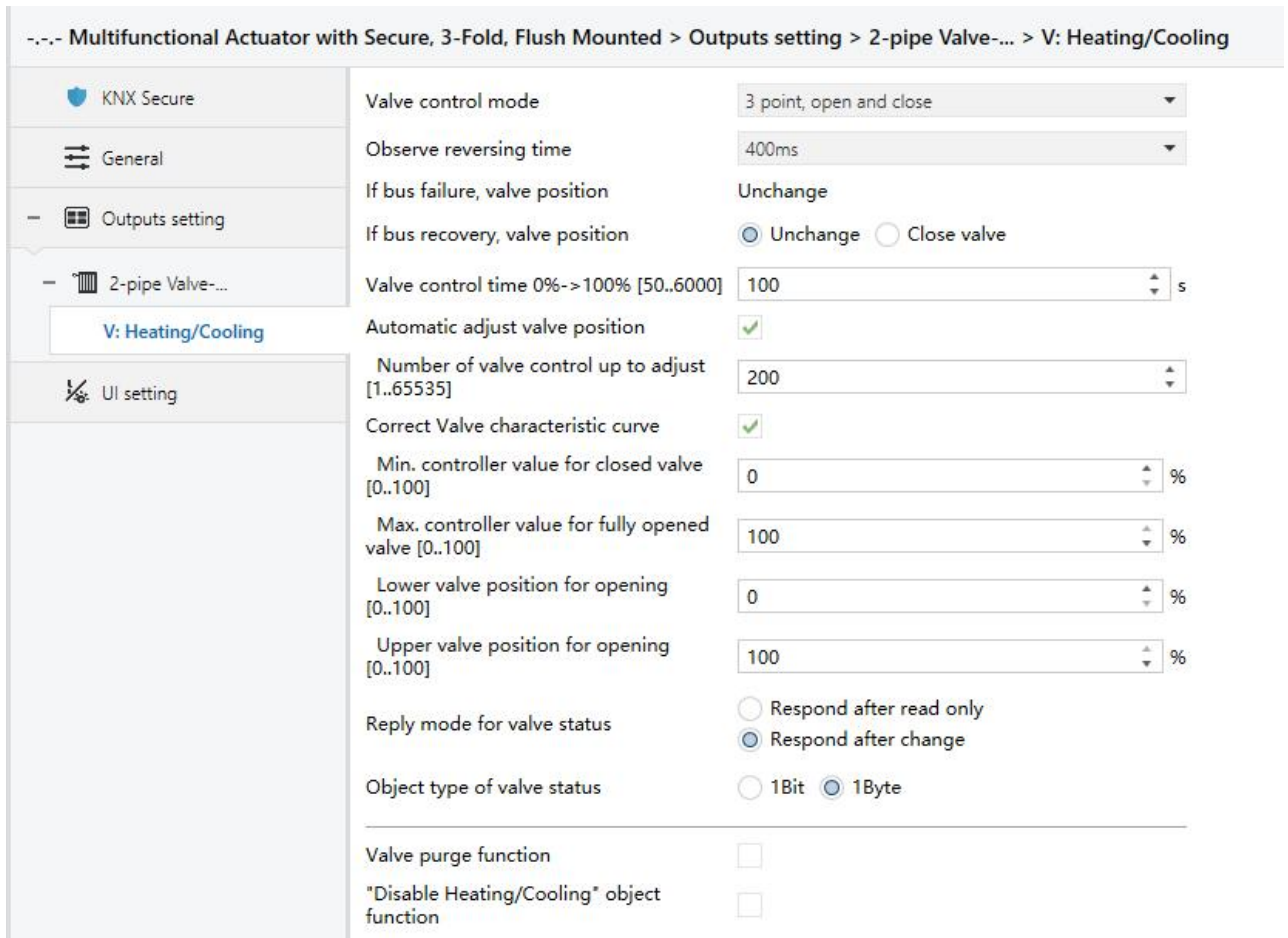 -.-.- Multifunctional Actuator with Secure, 3-Fold, Flush Mounted > Outputs setting > 2-pipe Valve-... > V: Heating/Cooling
KNX Secure
General
Outputs setting
2-pipe Valve-...
V: Heating/Cooling
UI setting
Valve control mode
3 point, open and close
Observe reversing time
400ms
If bus failure, valve position
Unchange
If bus recovery, valve position
Unchange
Close valve
Valve control time 0%->100% [50..6000]
100
s
Automatic adjust valve position
Number of valve control up to adjust
[1..65535]
200
Correct Valve characteristic curve
Min. controller value for closed valve
[0..100]
0
%
Max. controller value for fully opened
valve [0..100]
100
%
Lower valve position for opening
[0..100]
0
%
Upper valve position for opening
[0..100]
100
%
Reply mode for valve status
Respond after read only
Respond after change
Object type of valve status
1Bit
1Byte
Valve purge function
"Disable Heating/Cooling" object
function